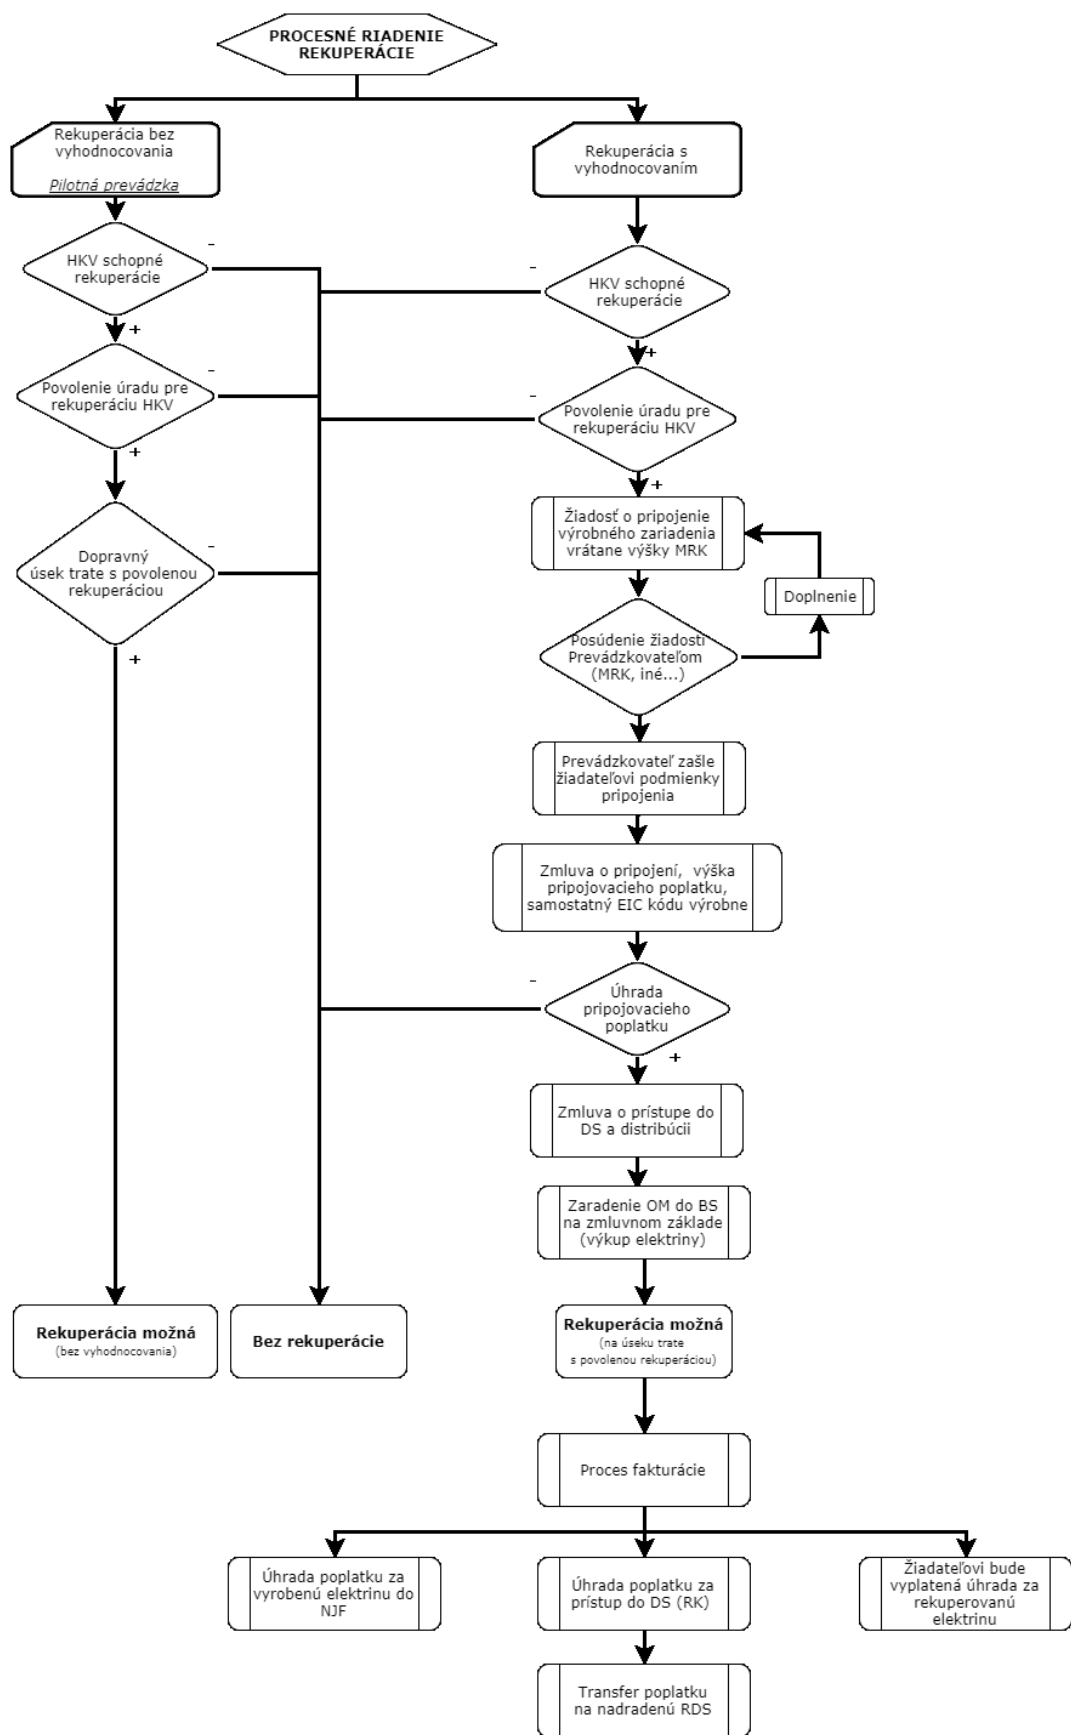 PROCESNÉ RIADENIE
REKUPERÁCIE
Rekuperácia bez
vyhodnocovania
Pilotná prevádzka
Rekuperácia s
vyhodnocovaním
-
HKV schopné
rekuperácie
+
-
HKV schopné
rekuperácie
+
-
Povolenie úradu pre
rekuperáciu HKV
+
-
Povolenie úradu pre
rekuperáciu HKV
+
Žiadosť o pripojenie
výrobného zariadenia
vrátane výšky MRK
-
Dopravný
úsek trate s povolenou
rekuperáciou
+
Doplnenie
Posúdenie žiadosti
Prevádzkovateľom
(MRK, iné...)
Prevádzkovateľ zašle
žiadateľovi podmienky
pripojenia
Zmluva o pripojení, výška
pripojovacieho poplatku,
samostatný EIC kódu výrobne
-
Úhrada
pripojovacieho
poplatku
+
Zmluva o prístupe do
DS a distribúcii
Zaradenie OM do BS
na zmluvnom základe
(výkup elektriny)
Rekuperácia možná
(bez vyhodnocovania)
Bez rekuperácie
Rekuperácia možná
(na úseku trate
s povolenou rekuperáciou)
Proces fakturácie
Úhrada poplatku za
vyrobenú elektrinu do
NJF
Úhrada poplatku za
prístup do DS (RK)
Žiadateľovi bude
vyplatená úhrada za
rekuperovanú
elektrinu
Transfer poplatku
na nadradenú RDS